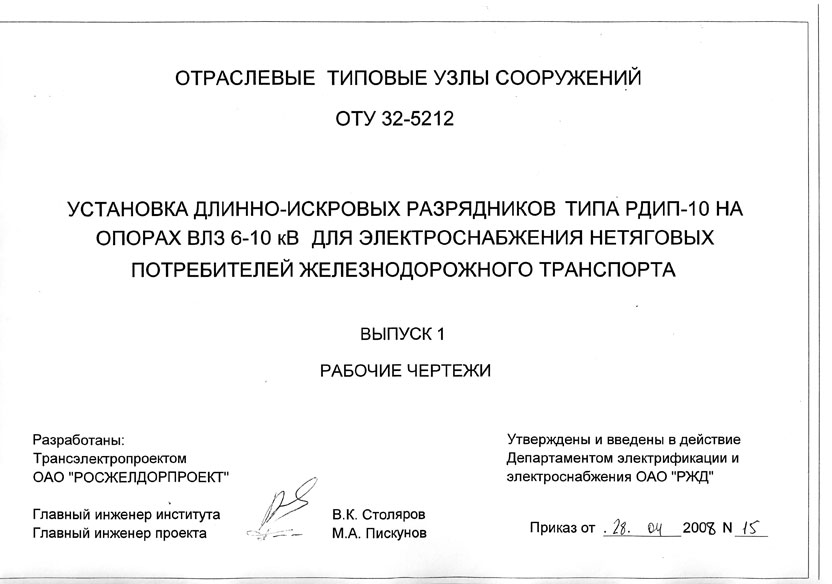 ОТРАСЛЕВЫЕ ТИПОВЫЕ УЗЛЫ СООРУЖЕНИЙ
ОТУ 32-5212
УСТАНОВКА ДЛИННО-ИСКРОВЫХ РАЗРЯДНИКОВ ТИПА РДИП-10 НА
ОПОРАХ ВЛЗ 6-10 кВ ДЛЯ ЭЛЕКТРОСНАБЖЕНИЯ НЕТЯГОВЫХ
ПОТРЕБИТЕЛЕЙ ЖЕЛЕЗНОДОРОЖНОГО ТРАНСПОРТА
ВЫПУСК 1
РАБОЧИЕ ЧЕРТЕЖИ
Разработаны:
Трансэлектропроектом
ОАО "РОСЖЕЛДОРПРОЕКТ"
Главный инженер института В.К. Столяров
Главный инженер проекта М.А. Пискунов
Утверждены и введены в действие
Департаментом электрификации и
электроснабжения ОАО "РЖД"
Приказ от 28. 04 2008 N 15